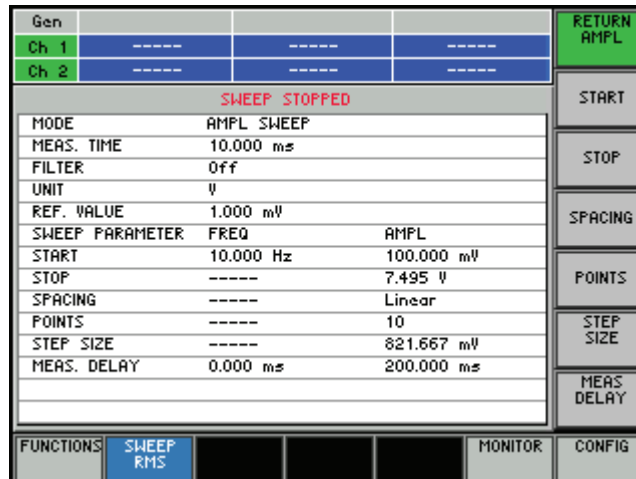 Gen
RETURN AMPL
Ch 1 ----- ----- -----
Ch 2 ----- ----- -----
SWEEP STOPPED
START
MODE AMPL SWEEP
MEAS. TIME 10.000 ms
FILTER Off
STOP
UNIT V
REF. VALUE 1.000 mV
SPACING
SWEEP PARAMETER FREQ AMPL
START 10.000 Hz 100.000 mV
STOP ----- 7.495 V
POINTS
SPACING ----- Linear
POINTS ----- 10
STEP SIZE
STEP SIZE ----- 821.667 mV
MEAS. DELAY 0.000 ms 200.000 ms
MEAS DELAY
FUNCTIONS SWEEP RMS MONITOR CONFIG